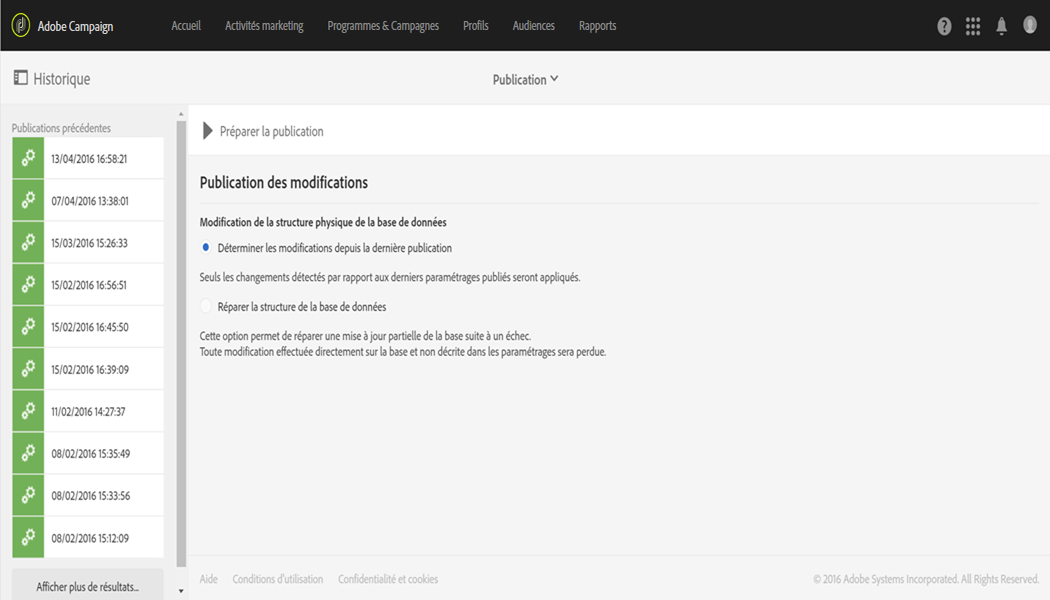 Adobe Campaign
Accueil Activités marketing Programmes & Campagnes Profils Audiences Rapports
Historique
Publication
Publications précédentes
13/04/2016 16:58:21
07/04/2016 13:38:01
15/03/2016 15:26:33
15/02/2016 16:56:51
15/02/2016 16:45:50
15/02/2016 16:39:09
11/02/2016 14:27:37
08/02/2016 15:35:49
08/02/2016 15:33:56
08/02/2016 15:12:09
Afficher plus de résultats...
Préparer la publication
Publication des modifications
Modification de la structure physique de la base de données
Déterminer les modifications depuis la dernière publication
Seuls les changements détectés par rapport aux derniers paramétrages publiés seront appliqués.
Réparer la structure de la base de données
Cette option permet de réparer une mise à jour partielle de la base suite à un échec.
Toute modification effectuée directement sur la base et non décrite dans les paramétrages sera perdue.
Aide Conditions d'utilisation Confidentialité et cookies
© 2016 Adobe Systems Incorporated. All Rights Reserved.